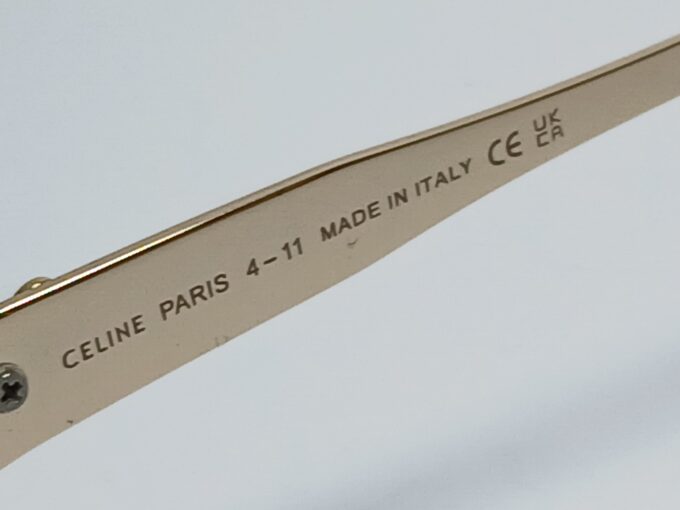 CELINE PARIS 4-11 MADE IN ITALY CE UK
CA